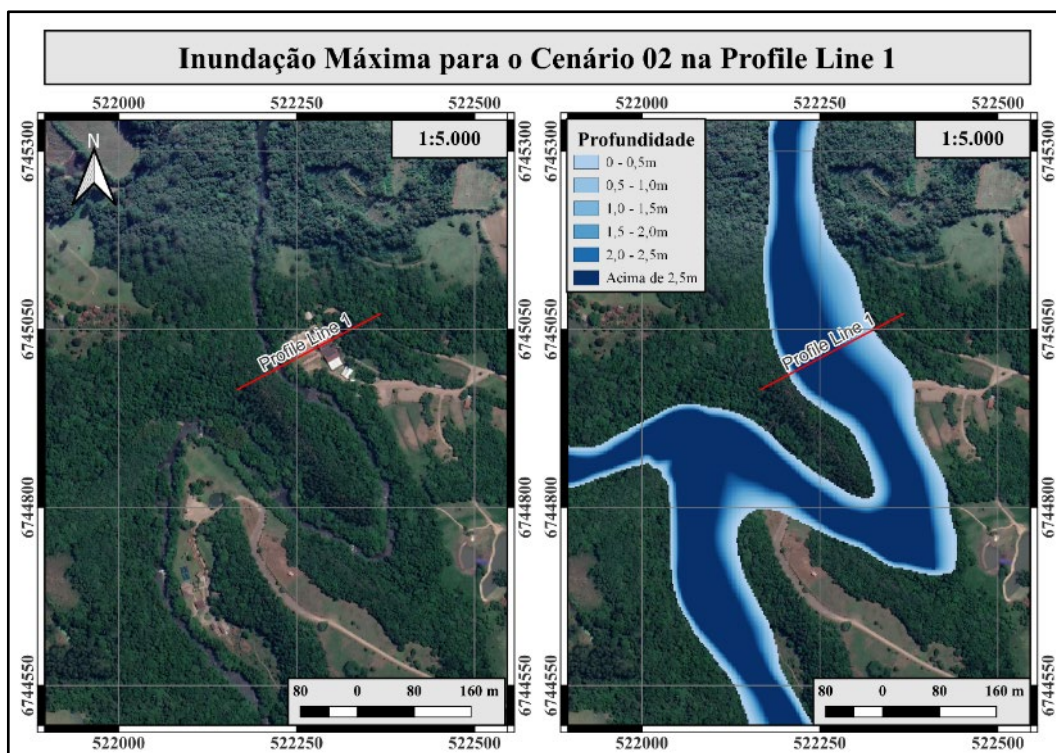 Inundação Máxima para o Cenário 02 na Profile Line 1
522000 522250 522500 522000 522250 522500
N
1:5.000
Profile Line 1
6745300
6745050
6744800
6744550
80 0 80 160 m
Profundidade
0 - 0,5m
0,5 - 1,0m
1,0 - 1,5m
1,5 - 2,0m
2,0 - 2,5m
Acima de 2,5m
1:5.000
Profile Line 1
6745300
6745050
6744800
6744550
80 0 80 160 m
6745300
6745050
6744800
6744550
522000 522250 522500 522000 522250 522500